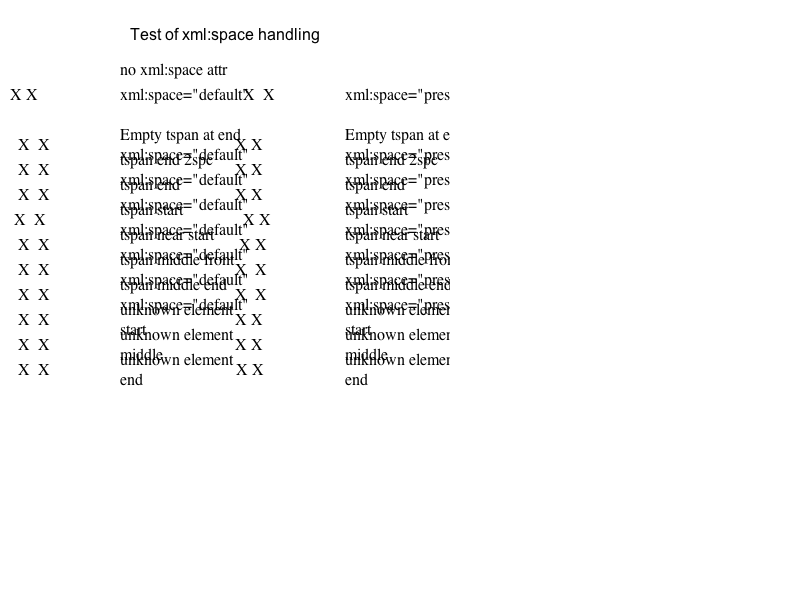 Test of xml:space handling
no xml:space attr
X X xml:space="default" X  X xml:space="pres
Empty tspan at end Empty tspan at e
X  X xml:space="default" X X xml:space="pres
tspan end 2spc tspan end 2spc
X  X xml:space="default" X X xml:space="pres
tspan end tspan end
X  X xml:space="default" X X xml:space="pres
tspan start tspan start
X  X xml:space="default" X X xml:space="pres
tspan near start tspan near start
X  X xml:space="default" X X xml:space="pres
tspan middle front tspan middle fron
X  X xml:space="default" X  X xml:space="pres
tspan middle end tspan middle end
X  X xml:space="default" X  X xml:space="pres
unknown element unknown elemen
X  X start X X start
unknown element unknown elemen
X  X middle X X middle
unknown element unknown elemen
X  X end X X end